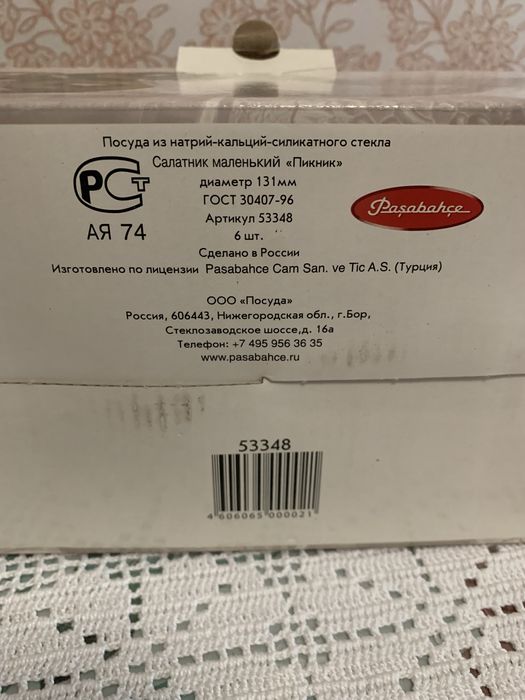 Посуда из натрий-кальций-силикатного стекла
Салатник маленький «Пикник»
диаметр 131мм
ГОСТ 30407-96
Артикул 53348
6 шт.
Сделано в России
РСТ
АЯ 74
Paşabahçe
Изготовлено по лицензии Pasabahce Cam San. ve Tic A.S. (Турция)
ООО «Посуда»
Россия, 606443, Нижегородская обл., г.Бор,
Стеклозаводское шоссе,д. 16а
Телефон: +7 495 956 36 35
www.pasabahce.ru
53348
4 606065 000021